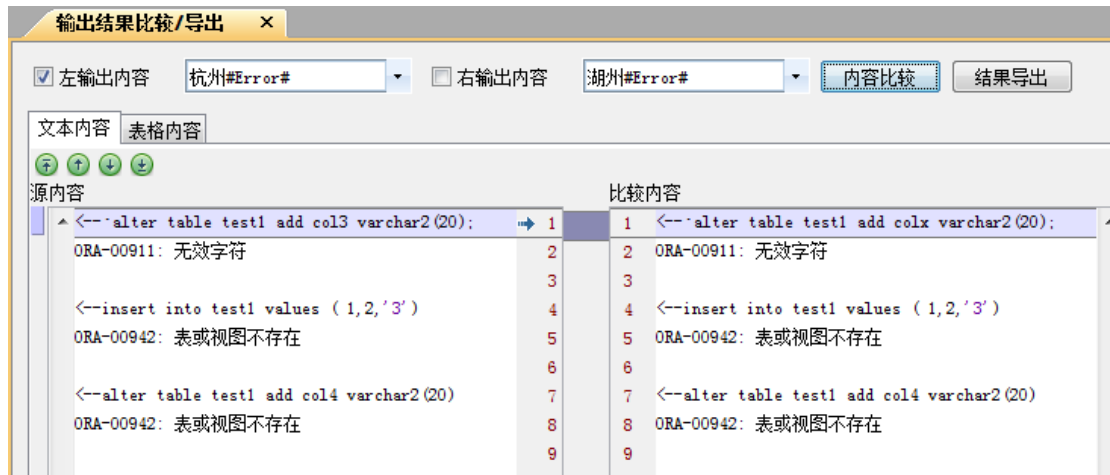 输出结果比较/导出 ×
左输出内容 杭州#Error# 右输出内容 湖州#Error# 内容比较 结果导出
文本内容 表格内容
源内容 比较内容
<--alter table test1 add col3 varchar2(20); 1 1 <--alter table test1 add colx varchar2(20);
ORA-00911: 无效字符 2 2 ORA-00911: 无效字符
3 3
<--insert into test1 values ( 1,2,'3') 4 4 <--insert into test1 values ( 1,2,'3')
ORA-00942: 表或视图不存在 5 5 ORA-00942: 表或视图不存在
6 6
<--alter table test1 add col4 varchar2(20) 7 7 <--alter table test1 add col4 varchar2(20)
ORA-00942: 表或视图不存在 8 8 ORA-00942: 表或视图不存在
9 9